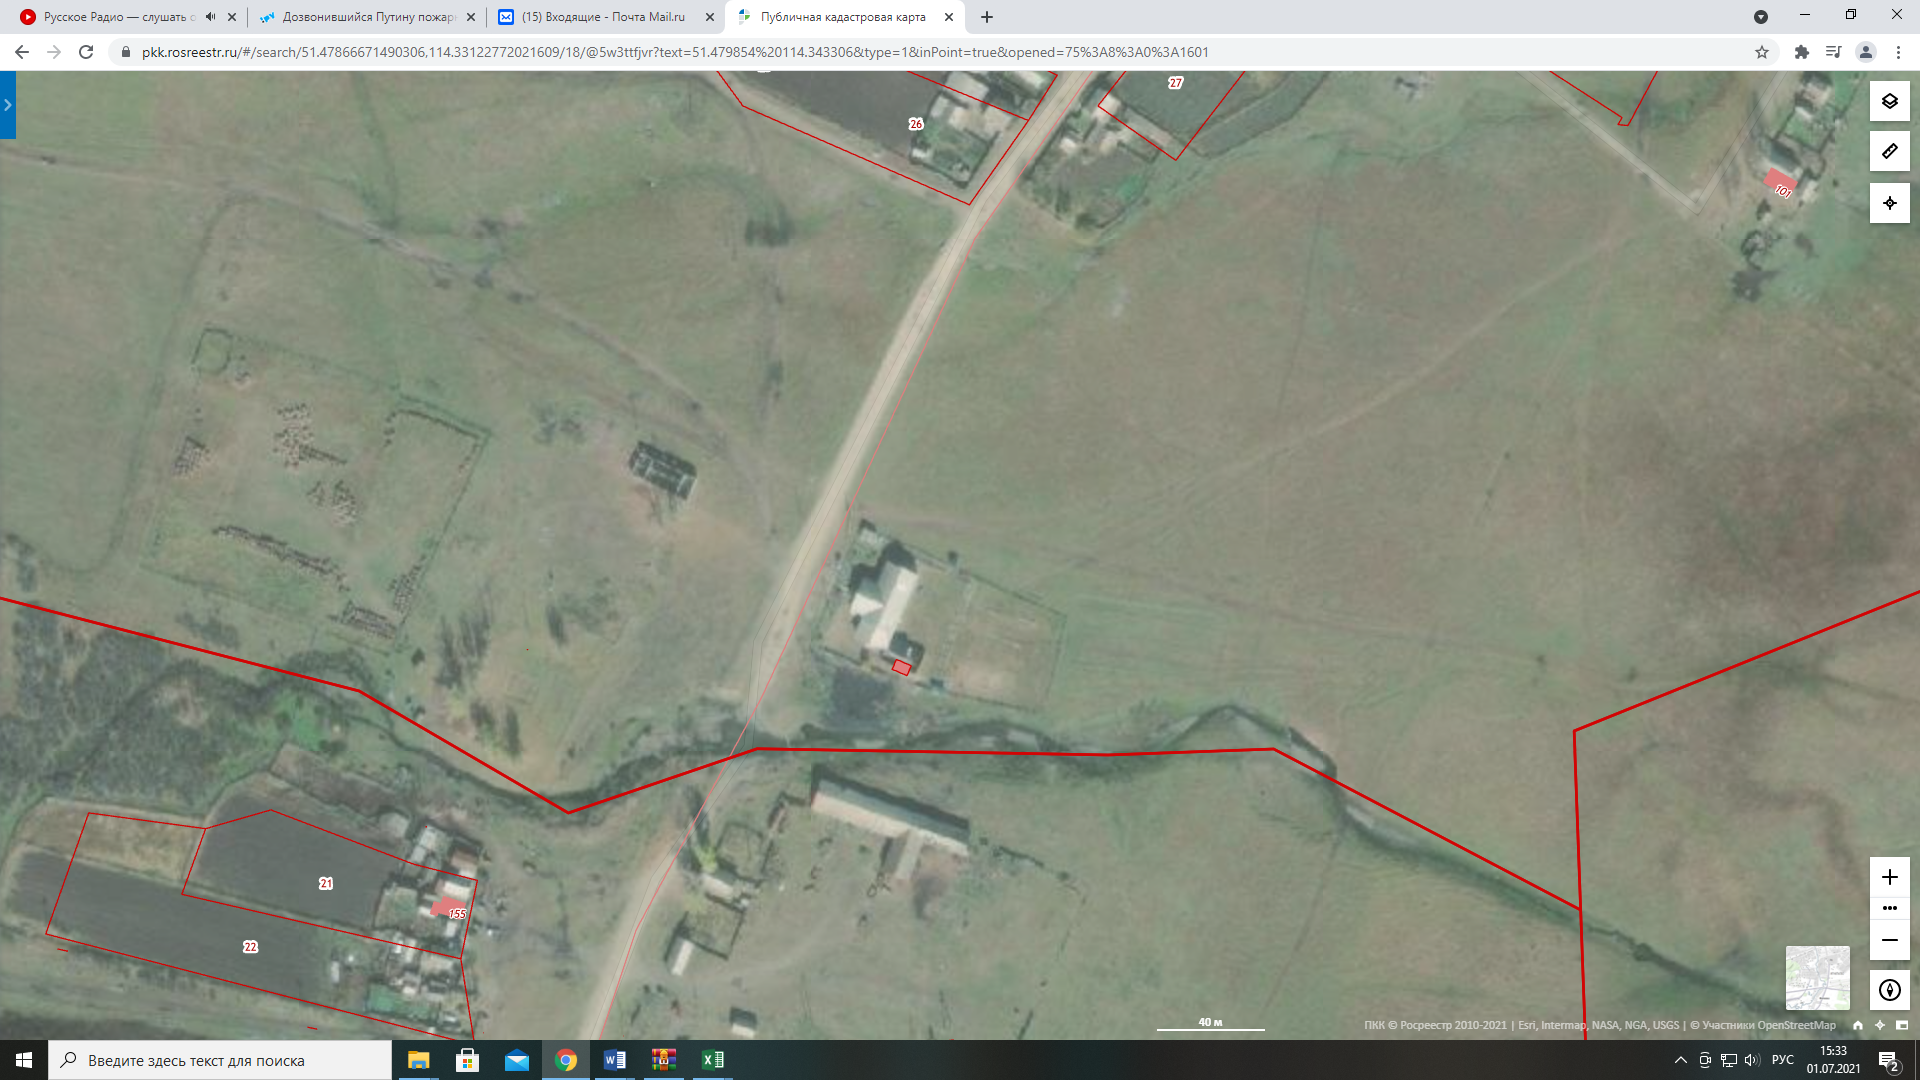 Русское Радио — слушать о
Дозвонившийся Путину пожарн
(15) Входящие - Почта Mail.ru
Публичная кадастровая карта
pkk.rosreestr.ru/#/search/51.47866671490306,114.33122772021609/18/@5w3ttfjvr?text=51.479854%20114.343306&type=1&inPoint=true&opened=75%3A8%3A0%3A1601
27
26
101
21
155
22
40 м
ПКК © Росреестр 2010-2021 | Esri, Intermap, NASA, NGA, USGS | © Участники OpenStreetMap
Введите здесь текст для поиска
РУС
15:33
01.07.2021
2